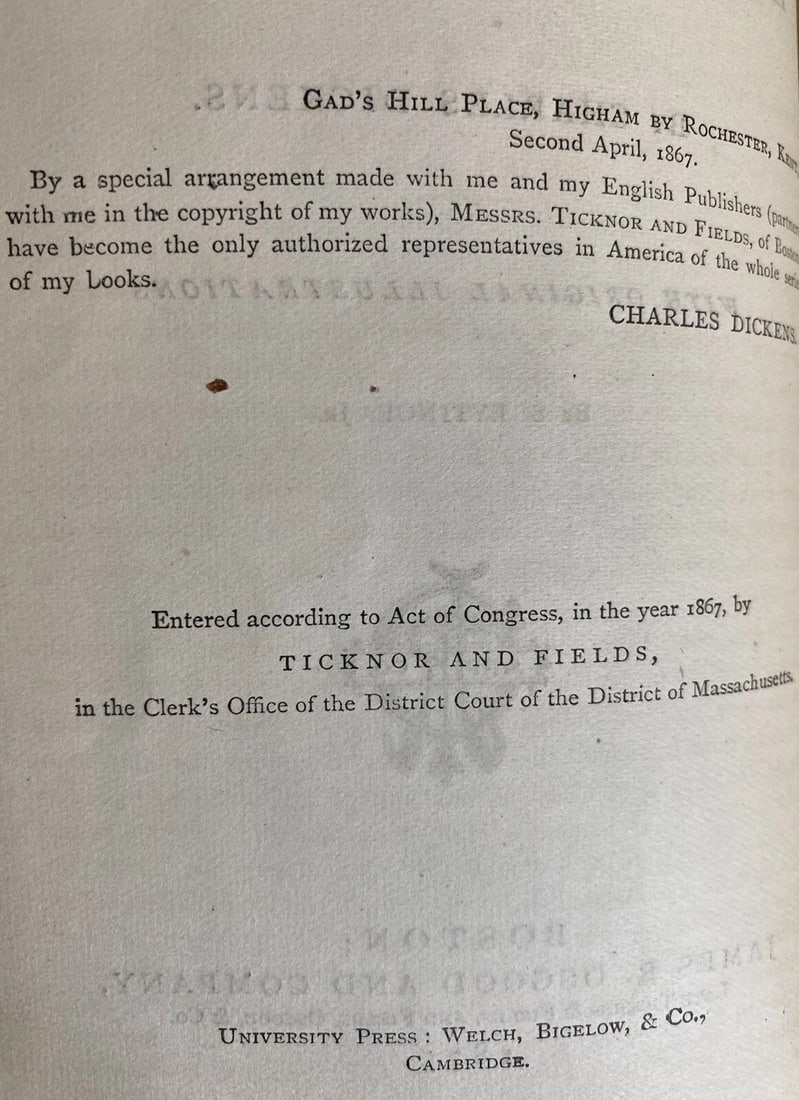 GAD'S HILL PLACE, HIGHAM BY ROCHESTER, KENT,
Second April, 1867.
By a special arrangement made with me and my English Publishers (partners
with me in the copyright of my works), MESSRS. TICKNOR AND FIELDS, of Boston,
have become the only authorized representatives in America of the whole series
of my Looks.
CHARLES DICKENS.
Entered according to Act of Congress, in the year 1867, by
TICKNOR AND FIELDS,
in the Clerk's Office of the District Court of the District of Massachusetts.
UNIVERSITY PRESS: WELCH, BIGELOW, & CO.,
CAMBRIDGE.